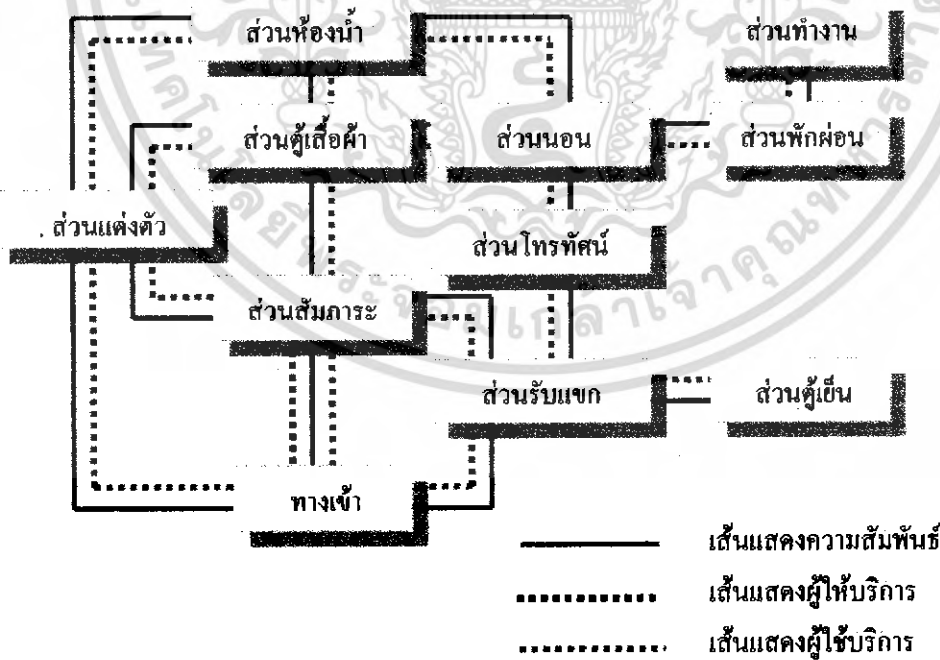 ส่วนห้องน้ำ
ส่วนทำงาน
ส่วนตู้เสื้อผ้า
ส่วนนอน
ส่วนพักผ่อน
ส่วนแต่งตัว
ส่วนโทรทัศน์
ส่วนสัมภาระ
ส่วนรับแขก
ส่วนตู้เย็น
ทางเข้า
เส้นแสดงความสัมพันธ์
เส้นแสดงผู้ให้บริการ
เส้นแสดงผู้ใช้บริการ